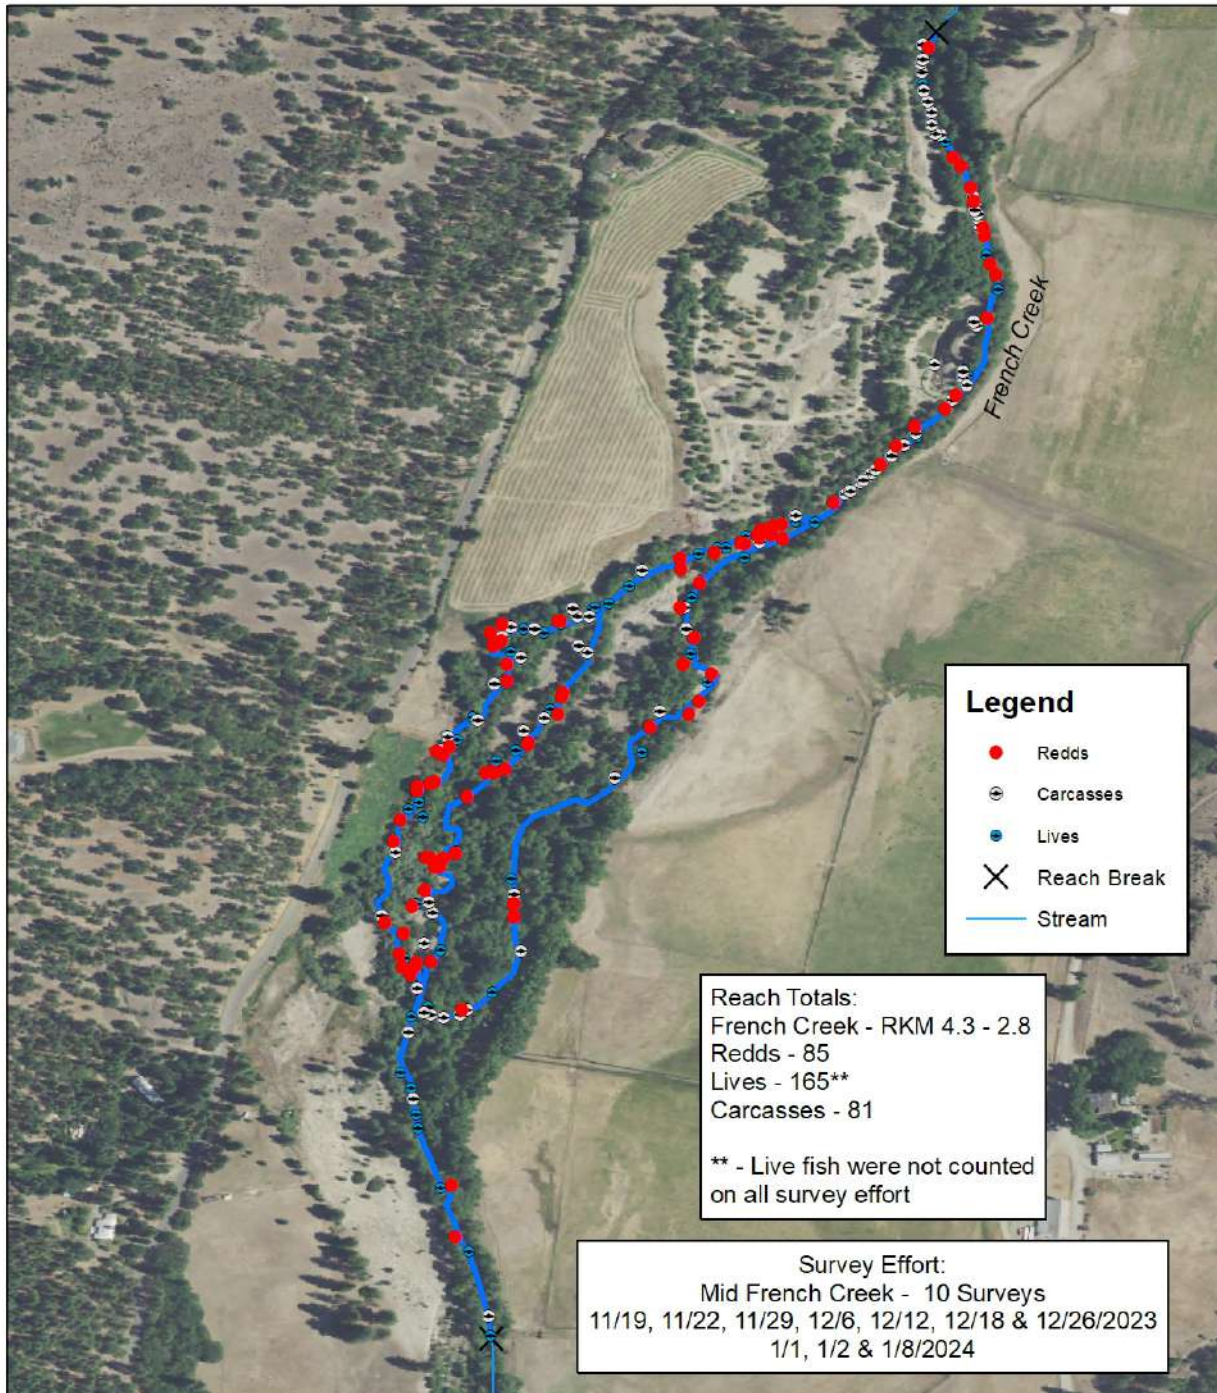 French Creek
Legend
Redds
Carcasses
Lives
Reach Break
Stream
Reach Totals:
French Creek - RKM 4.3 - 2.8
Redds - 85
Lives - 165**
Carcasses - 81
** - Live fish were not counted
on all survey effort
Survey Effort:
Mid French Creek - 10 Surveys
11/19, 11/22, 11/29, 12/6, 12/12, 12/18 & 12/26/2023
1/1, 1/2 & 1/8/2024